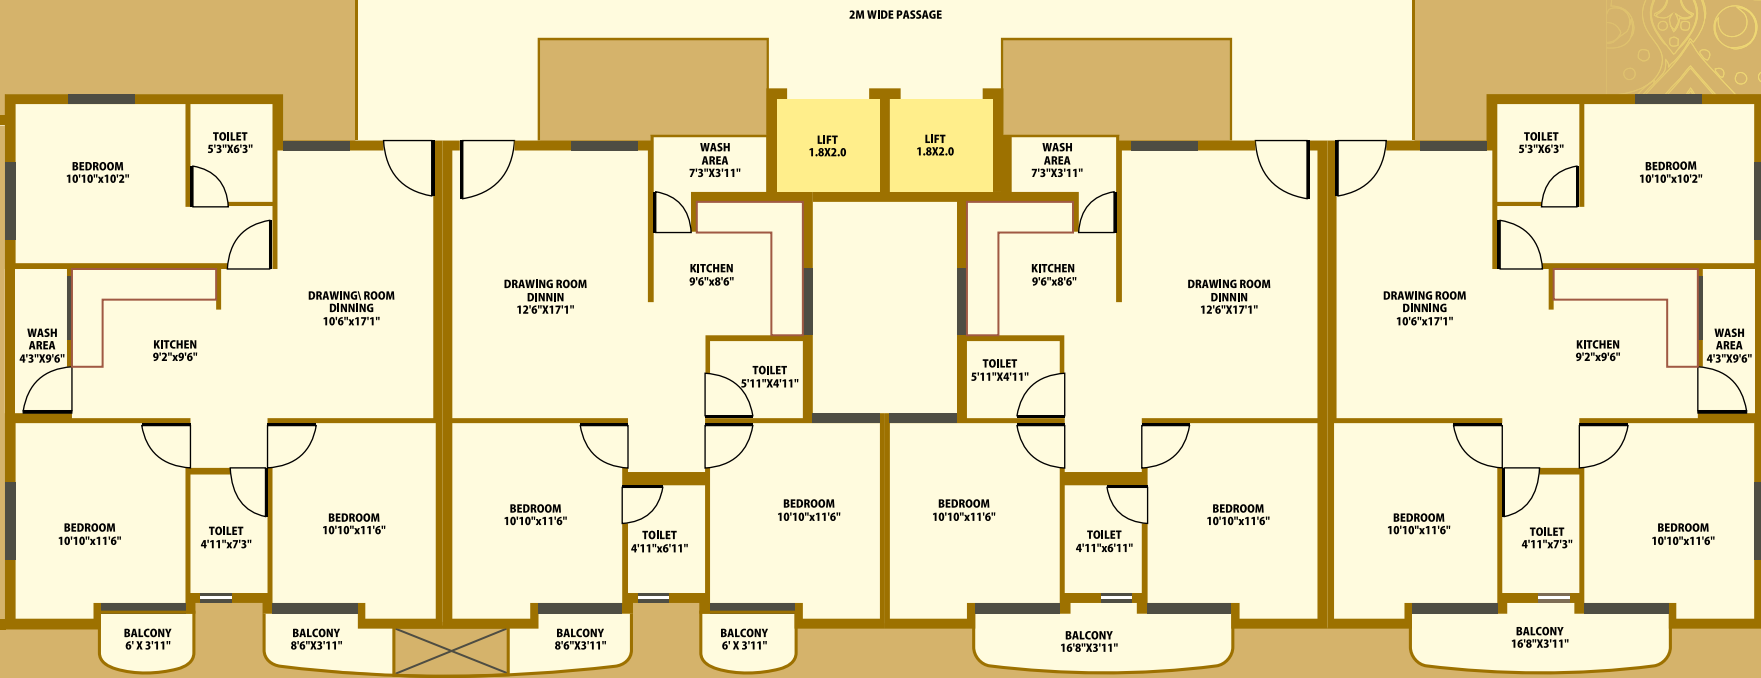 2M WIDE PASSAGE
LIFT
1.8X2.0
LIFT
1.8X2.0
BEDROOM
10'10"x10'2"
TOILET
5'3"X6'3"
WASH
AREA
7'3"X3'11"
WASH
AREA
7'3"X3'11"
TOILET
5'3"X6'3"
BEDROOM
10'10"x10'2"
DRAWING\ ROOM
DINNING
10'6"x17'1"
DRAWING ROOM
DINNIN
12'6"X17'1"
KITCHEN
9'6"x8'6"
KITCHEN
9'6"x8'6"
DRAWING ROOM
DINNIN
12'6"X17'1"
DRAWING ROOM
DINNING
10'6"x17'1"
WASH
AREA
4'3"X9'6"
KITCHEN
9'2"x9'6"
TOILET
5'11"X4'11"
TOILET
5'11"X4'11"
KITCHEN
9'2"x9'6"
WASH
AREA
4'3"X9'6"
BEDROOM
10'10"x11'6"
TOILET
4'11"x7'3"
BEDROOM
10'10"x11'6"
BEDROOM
10'10"x11'6"
TOILET
4'11"x6'11"
BEDROOM
10'10"x11'6"
BEDROOM
10'10"x11'6"
TOILET
4'11"x6'11"
BEDROOM
10'10"x11'6"
BEDROOM
10'10"x11'6"
TOILET
4'11"x7'3"
BEDROOM
10'10"x11'6"
BALCONY
6' X 3'11"
BALCONY
8'6"X3'11"
BALCONY
8'6"X3'11"
BALCONY
6' X 3'11"
BALCONY
16'8"X3'11"
BALCONY
16'8"X3'11"